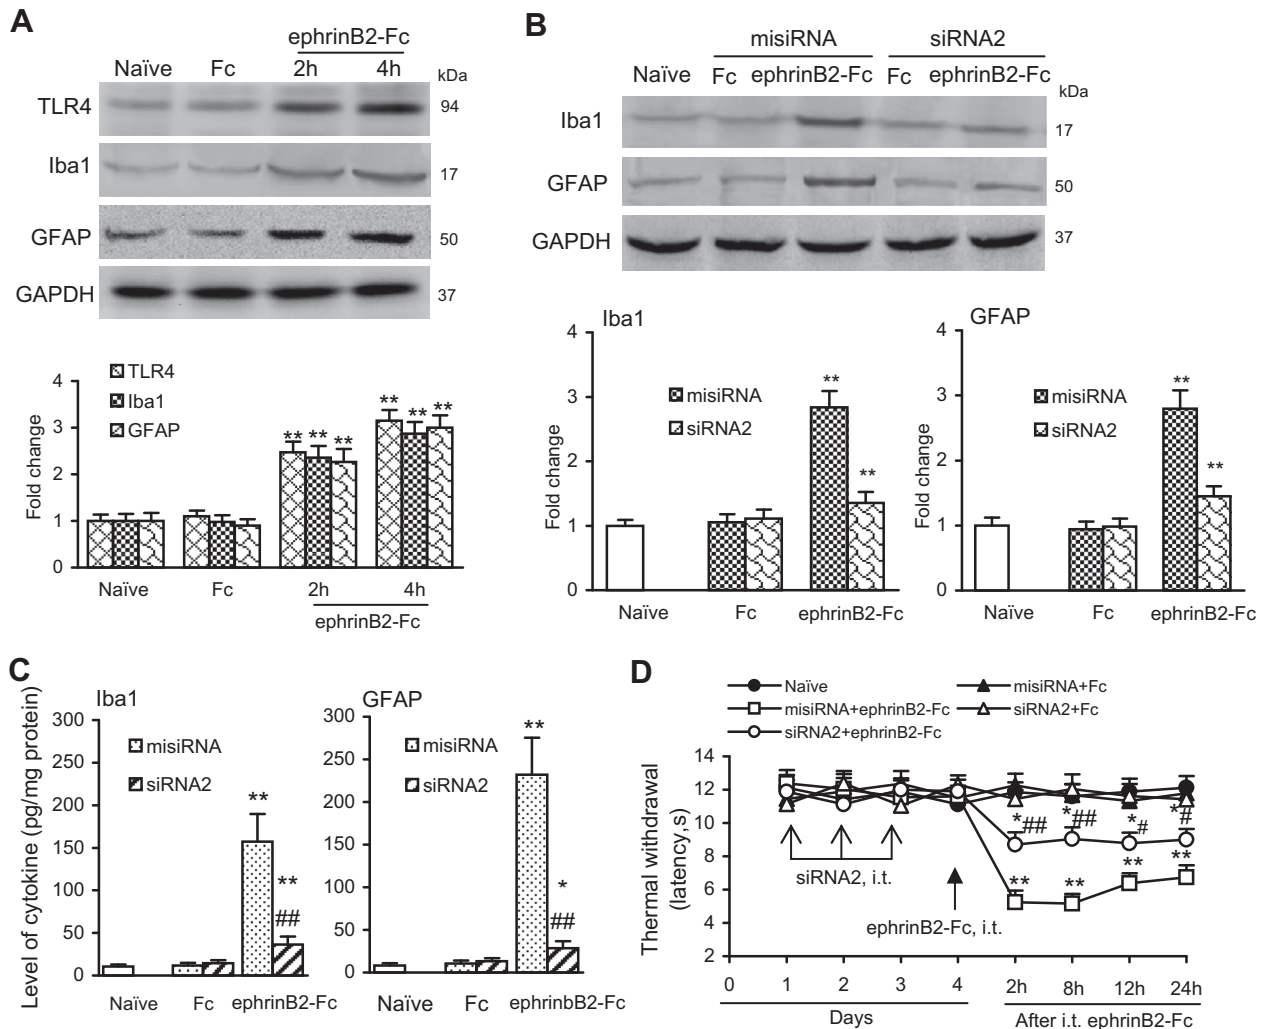 A
ephrinB2-Fc
Naïve Fc 2h 4h kDa
TLR4 94
Iba1 17
GFAP 50
GAPDH 37
TLR4
Iba1
GFAP
Fold change
4
3
2
1
0
** ** ** ** ** **
Naïve Fc 2h 4h
ephrinB2-Fc
B
misiRNA siRNA2
Naïve Fc ephrinB2-Fc Fc ephrinB2-Fc
kDa
Iba1 17
GFAP 50
GAPDH 37
Iba1
misiRNA
siRNA2
Fold change
4
3
2
1
0
**
**
Naïve Fc ephrinB2-Fc
GFAP
misiRNA
siRNA2
Fold change
4
3
2
1
0
**
**
Naïve Fc ephrinB2-Fc
C
Level of cytokine (pg/mg protein)
Iba1
misiRNA
siRNA2
300
250
200
150
100
50
0
**
**
##
Naïve Fc ephrinB2-Fc
GFAP
misiRNA
siRNA2
300
250
200
150
100
50
0
**
*
##
Naïve Fc ephrinbB2-Fc
D
Naïve misiRNA+Fc
misiRNA+ephrinB2-Fc siRNA2+Fc
siRNA2+ephrinB2-Fc
Thermal withdrawal
(latency,s)
14
12
10
8
6
4
2
*## *## *# *#
** ** ** **
siRNA2, i.t.
ephrinB2-Fc, i.t.
0 1 2 3 4 2h 8h 12h 24h
Days After i.t. ephrinB2-Fc